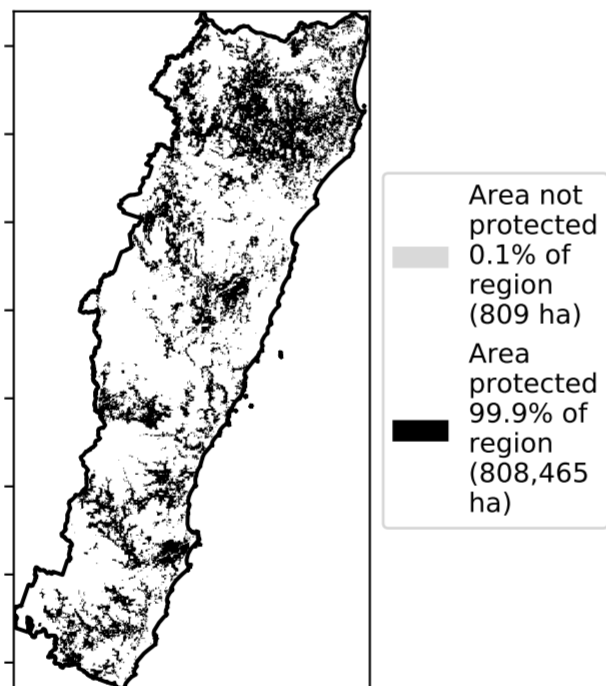 Area not
protected
0.1% of
region
(809 ha)
Area
protected
99.9% of
region
(808,465
ha)